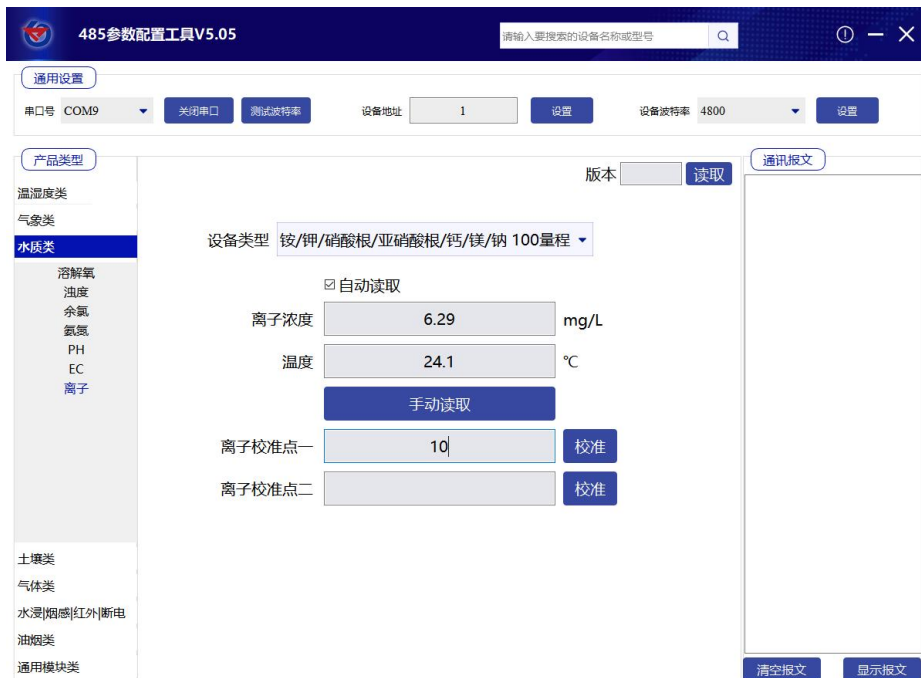 485参数配置工具V5.05
请输入要搜索的设备名称或型号
通用设置
串口号 COM9 关闭串口 测试波特率 设备地址 1 设置 设备波特率 4800 设置
产品类型
温湿度类
气象类
水质类
溶解氧
浊度
余氯
氨氮
PH
EC
离子
土壤类
气体类
水浸|烟感|红外|断电
油烟类
通用模块类
版本 读取
设备类型 铵/钾/硝酸根/亚硝酸根/钙/镁/钠 100量程
自动读取
离子浓度 6.29 mg/L
温度 24.1 ℃
手动读取
离子校准点一 10 校准
离子校准点二 校准
通讯报文
清空报文 显示报文